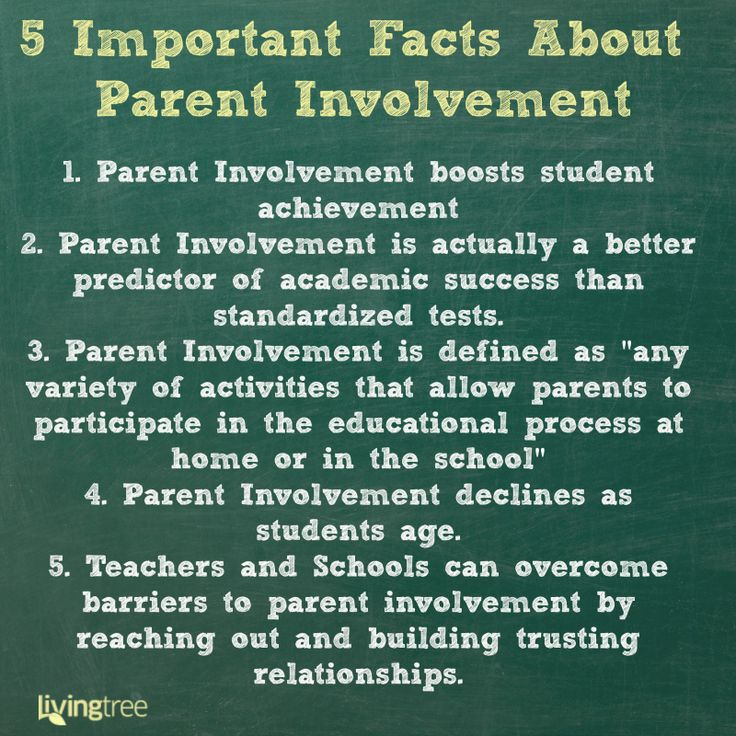 5 Important Facts About
Parent Involvement
1. Parent Involvement boosts student
achievement
2. Parent Involvement is actually a better
predictor of academic success than
standardized tests.
3. Parent Involvement is defined as "any
variety of activities that allow parents to
participate in the educational process at
home or in the school"
4. Parent Involvement declines as
students age.
5. Teachers and Schools can overcome
barriers to parent involvement by
reaching out and building trusting
relationships.
livingtree